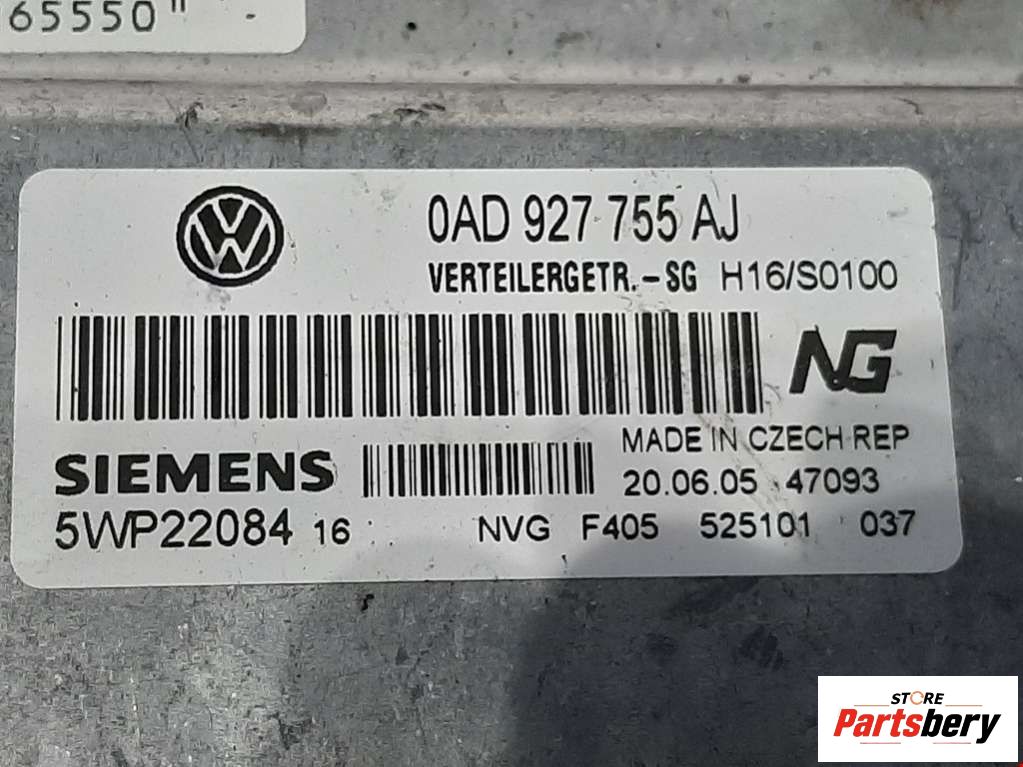 65550" -
0AD 927 755 AJ
VERTEILERGETR.-SG H16/S0100
NG
MADE IN CZECH REP
SIEMENS
20.06.05 47093
5WP22084 16 NVG F405 525101 037
STORE
Partsbery